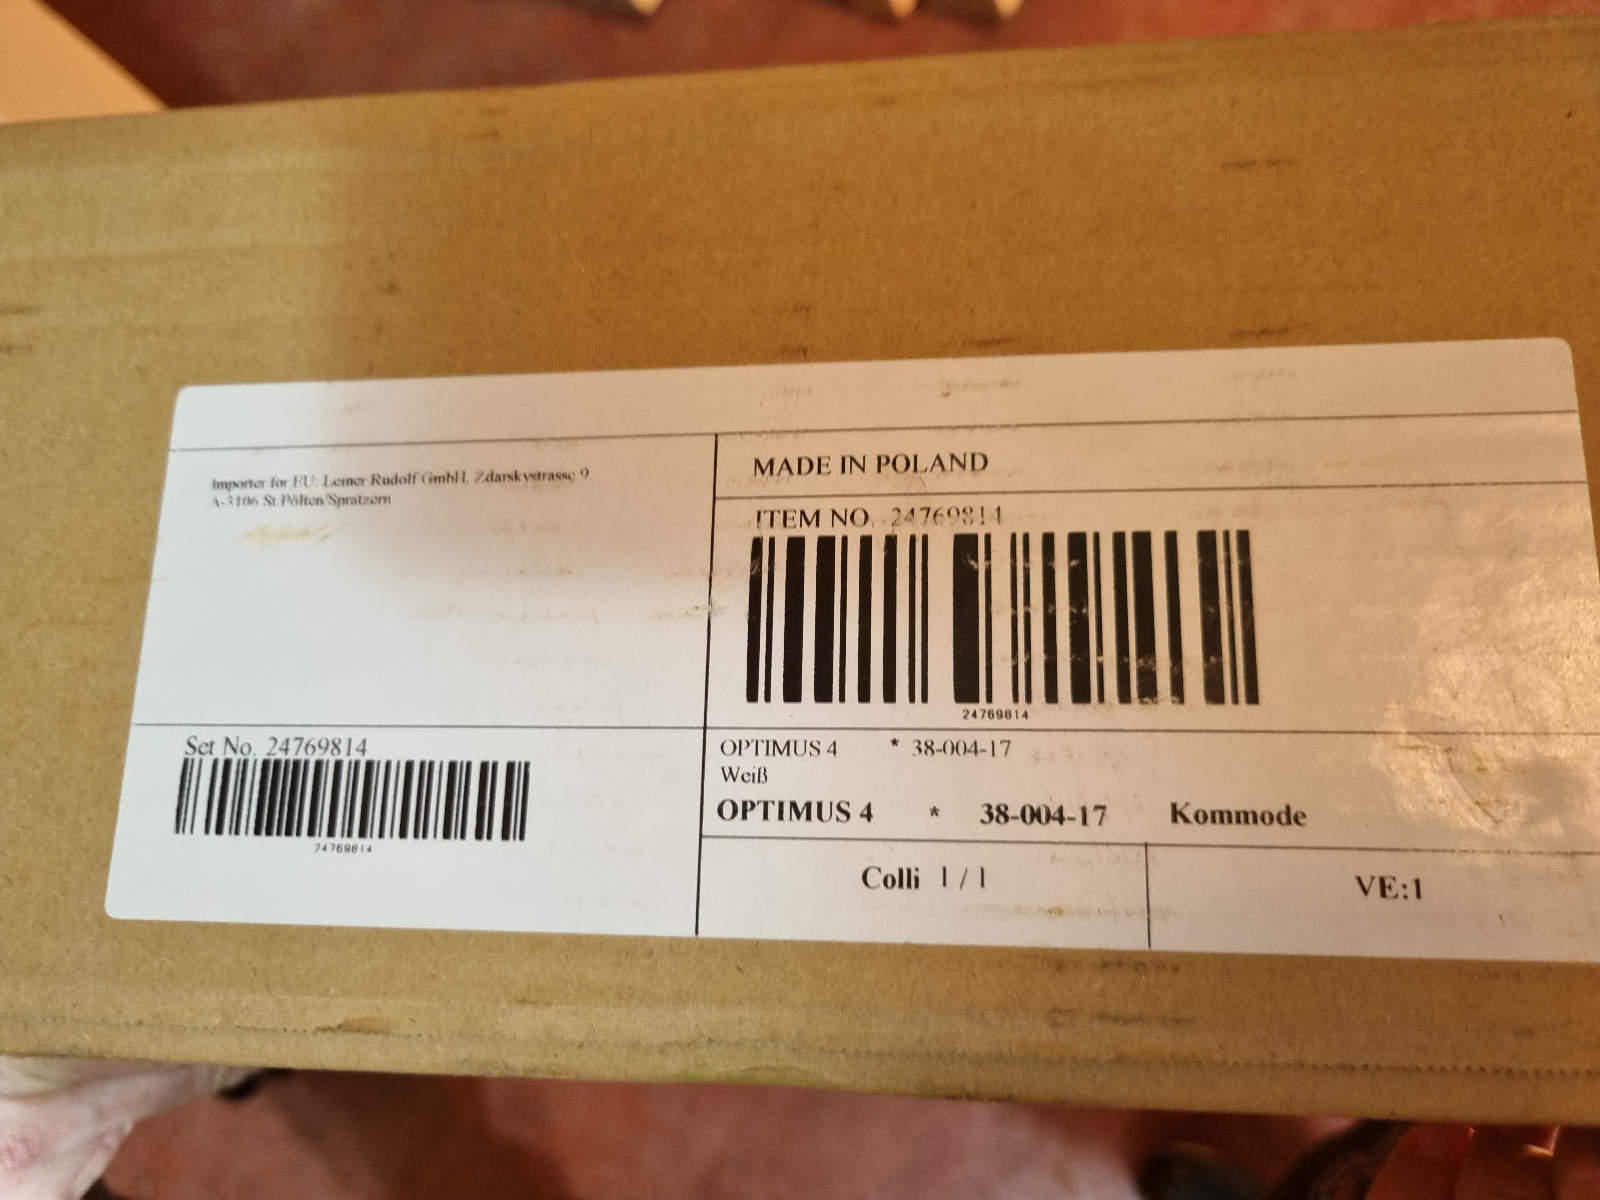 Importer for EU: Leiner Rudolf GmbH, Zdarskystrasse 9
A-3106 St.Pölten/Spratzern
MADE IN POLAND
ITEM NO. 24769814
24769814
Set No. 24769814
24769814
OPTIMUS 4 * 38-004-17
Weiß
OPTIMUS 4 * 38-004-17 Kommode
Colli 1 / 1
VE:1